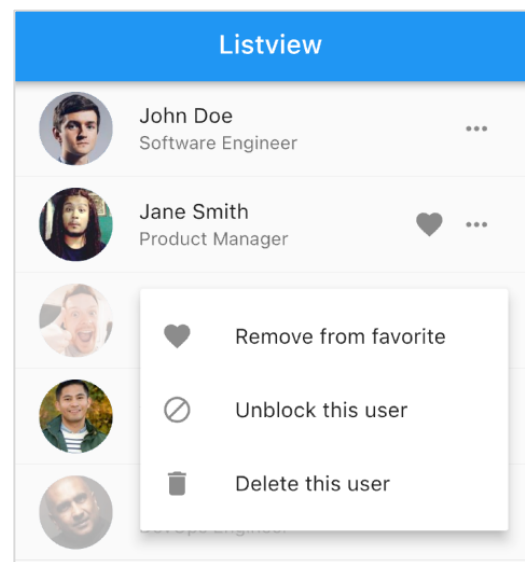 Listview
John Doe
Software Engineer
Jane Smith
Product Manager
Remove from favorite
Unblock this user
Delete this user